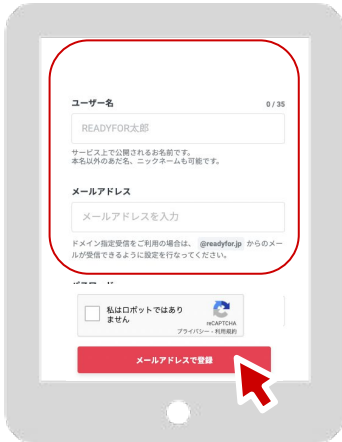 ユーザー名 0 / 35
READYFOR太郎
サービス上で公開されるお名前です。
本名以外のあだ名、ニックネームも可能です。
メールアドレス
メールアドレスを入力
ドメイン指定受信をご利用の場合は、 @readyfor.jp からのメー
ルが受信できるように設定を行なってください。
パスワード
私はロボットではあり
ません
reCAPTCHA
プライバシー - 利用規約
メールアドレスで登録